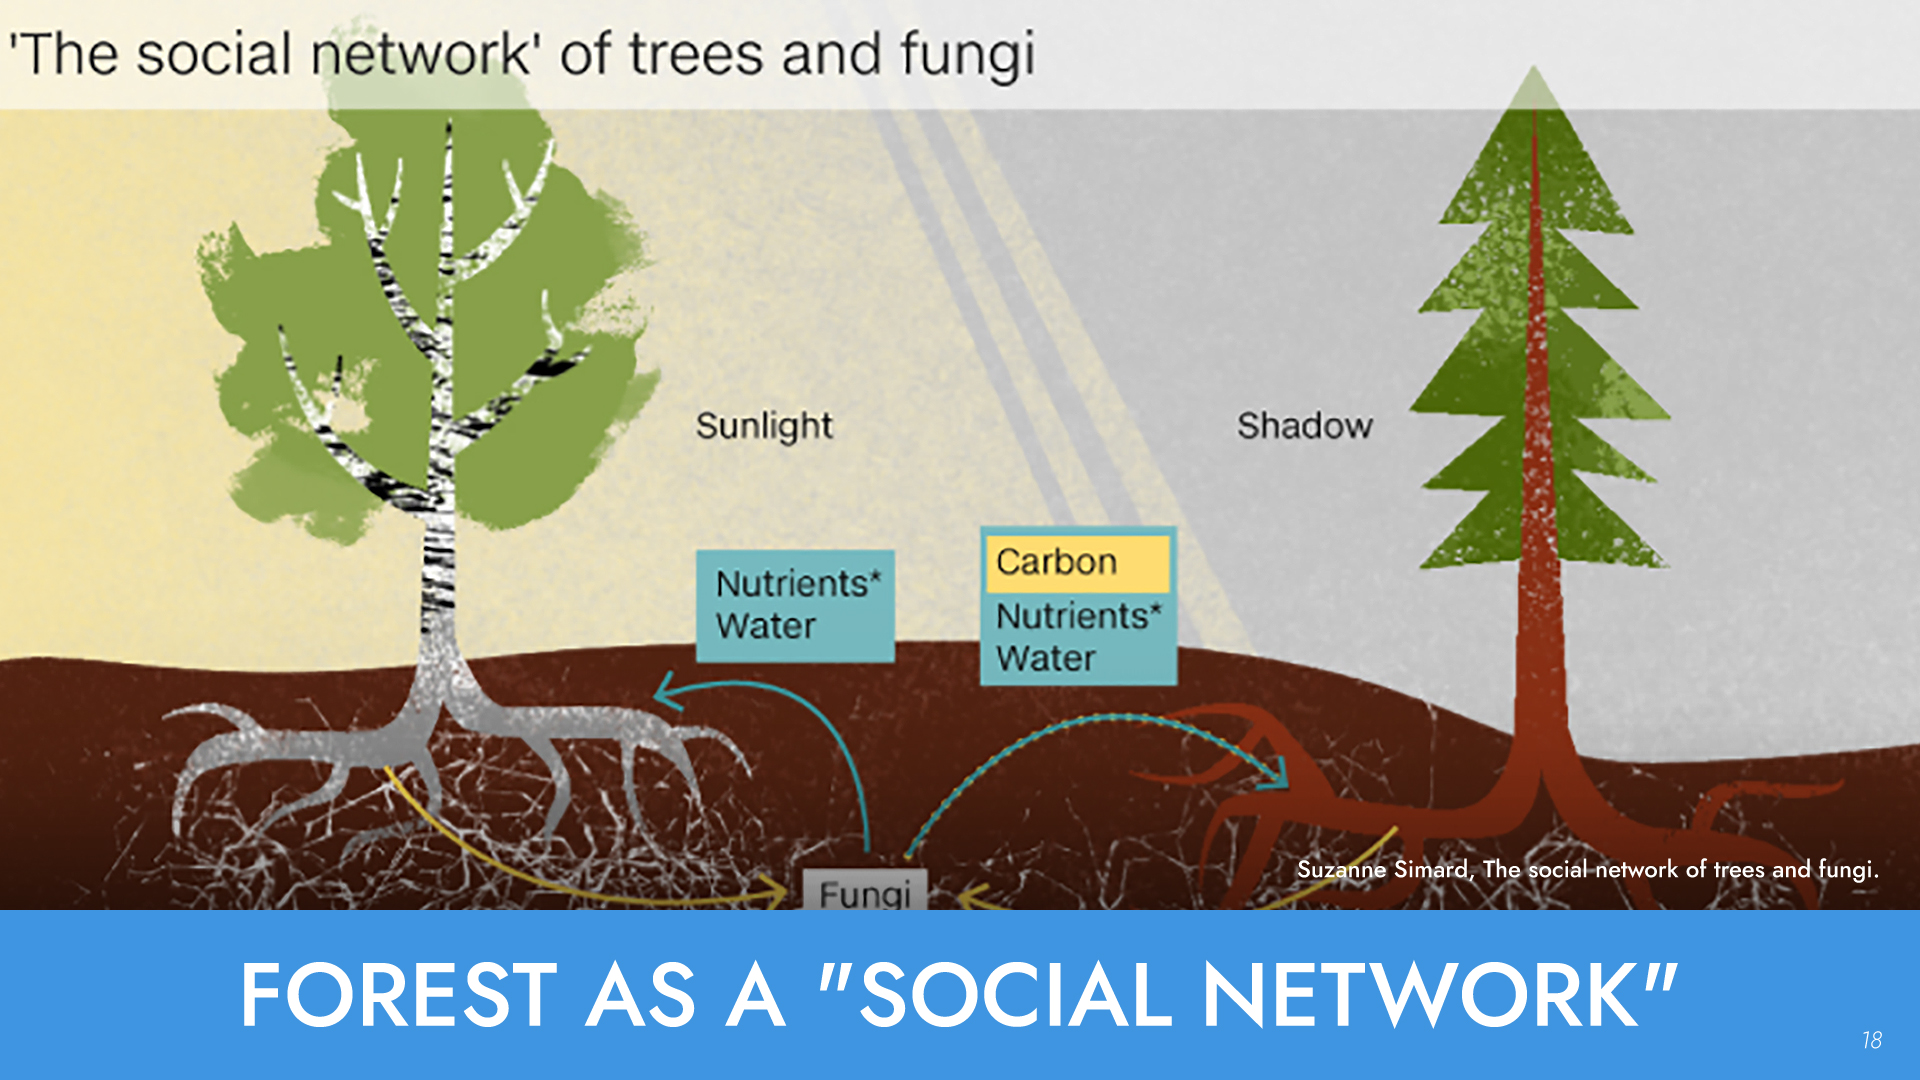 'The social network' of trees and fungi
Sunlight
Shadow
Nutrients*
Water
Carbon
Nutrients*
Water
Fungi
Suzanne Simard, The social network of trees and fungi.
FOREST AS A "SOCIAL NETWORK"
18